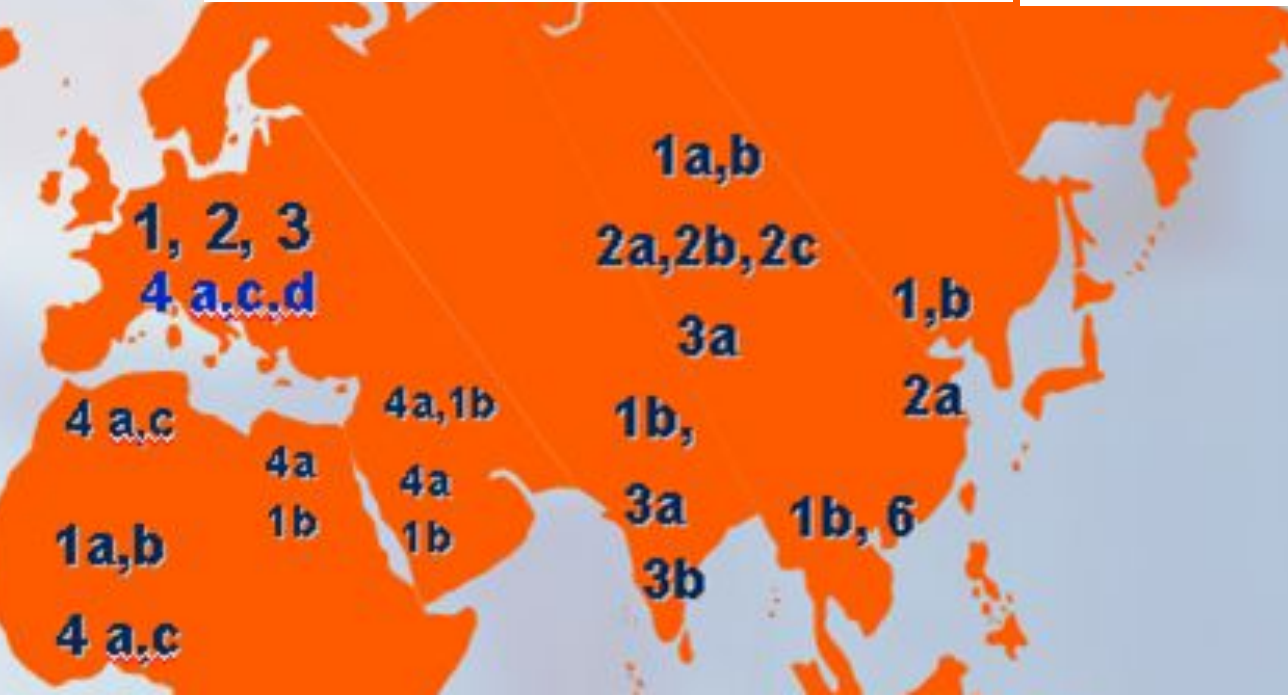 1, 2, 3
4 a,c,d
4 a,c
1a,b
4 a,c
4a
1b
4a,1b
4a
1b
1a,b
2a,2b,2c
3a
1b,
3a
3b
1,b
2a
1b, 6